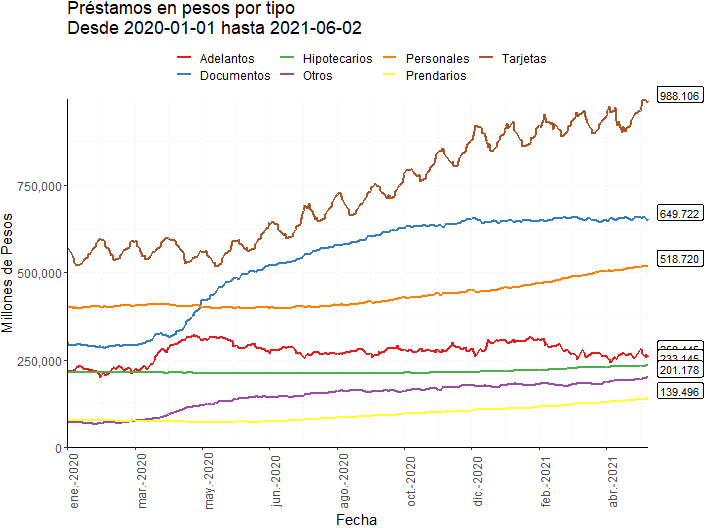 Préstamos en pesos por tipo
Desde 2020-01-01 hasta 2021-06-02
Adelantos
Hipotecarios
Personales
Tarjetas
Documentos
Otros
Prendarios
Millones de Pesos
750,000
500,000
250,000
0
988.106
649.722
518.720
233.145
201.178
139.496
ene.-2020
mar.-2020
may.-2020
jun.-2020
ago.-2020
oct.-2020
dic.-2020
feb.-2021
abr.-2021
Fecha